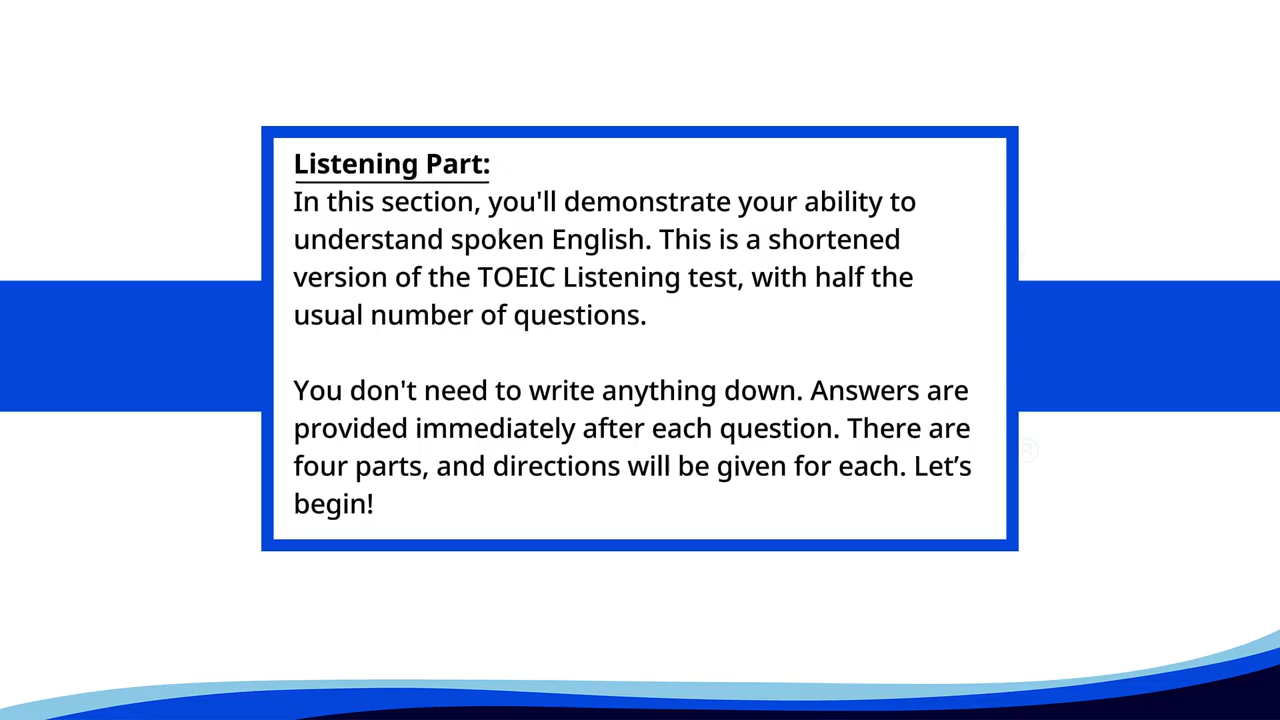 Listening Part:
In this section, you'll demonstrate your ability to
understand spoken English. This is a shortened
version of the TOEIC Listening test, with half the
usual number of questions.
You don't need to write anything down. Answers are
provided immediately after each question. There are
four parts, and directions will be given for each. Let’s
begin!
®